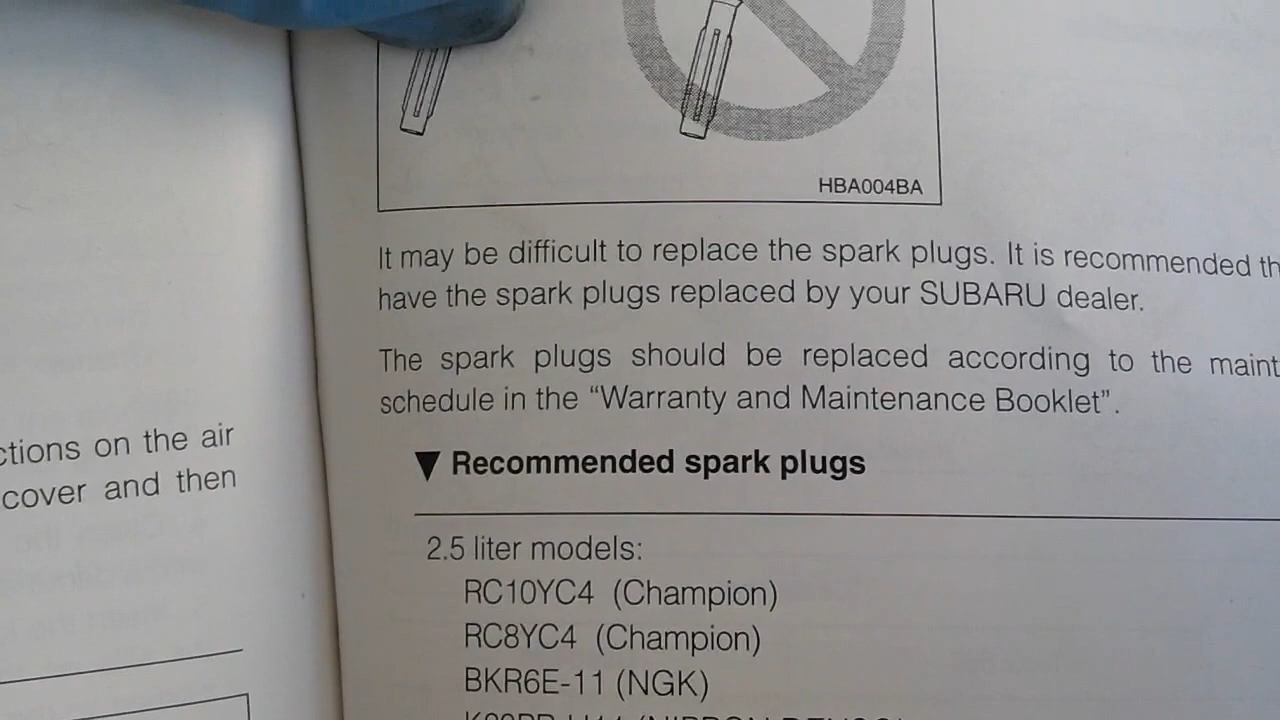 ctions on the air
cover and then
HBA004BA
It may be difficult to replace the spark plugs. It is recommended th
have the spark plugs replaced by your SUBARU dealer.
The spark plugs should be replaced according to the maint
schedule in the “Warranty and Maintenance Booklet”.
▼ Recommended spark plugs
2.5 liter models:
RC10YC4 (Champion)
RC8YC4 (Champion)
BKR6E-11 (NGK)